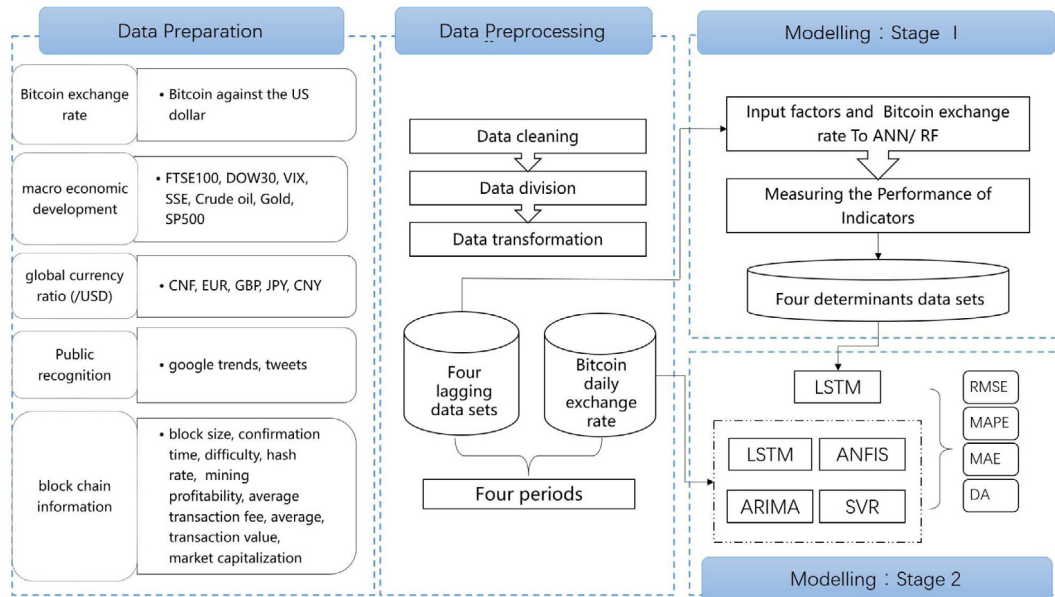 Data Preparation
Bitcoin exchange
rate
• Bitcoin against the US
dollar
macro economic
development
• FTSE100, DOW30, VIX,
SSE, Crude oil, Gold,
SP500
global currency
ratio (/USD)
• CNF, EUR, GBP, JPY, CNY
Public
recognition
• google trends, tweets
block chain
information
• block size, confirmation
time, difficulty, hash
rate, mining
profitability, average
transaction fee, average,
transaction value,
market capitalization
Data Preprocessing
Data cleaning
Data division
Data transformation
Four
lagging
data sets
Bitcoin
daily
exchange
rate
Four periods
Modelling：Stage 1
Input factors and Bitcoin exchange
rate To ANN/ RF
Measuring the Performance of
Indicators
Four determinants data sets
LSTM
LSTM
ANFIS
ARIMA
SVR
RMSE
MAPE
MAE
DA
Modelling：Stage 2